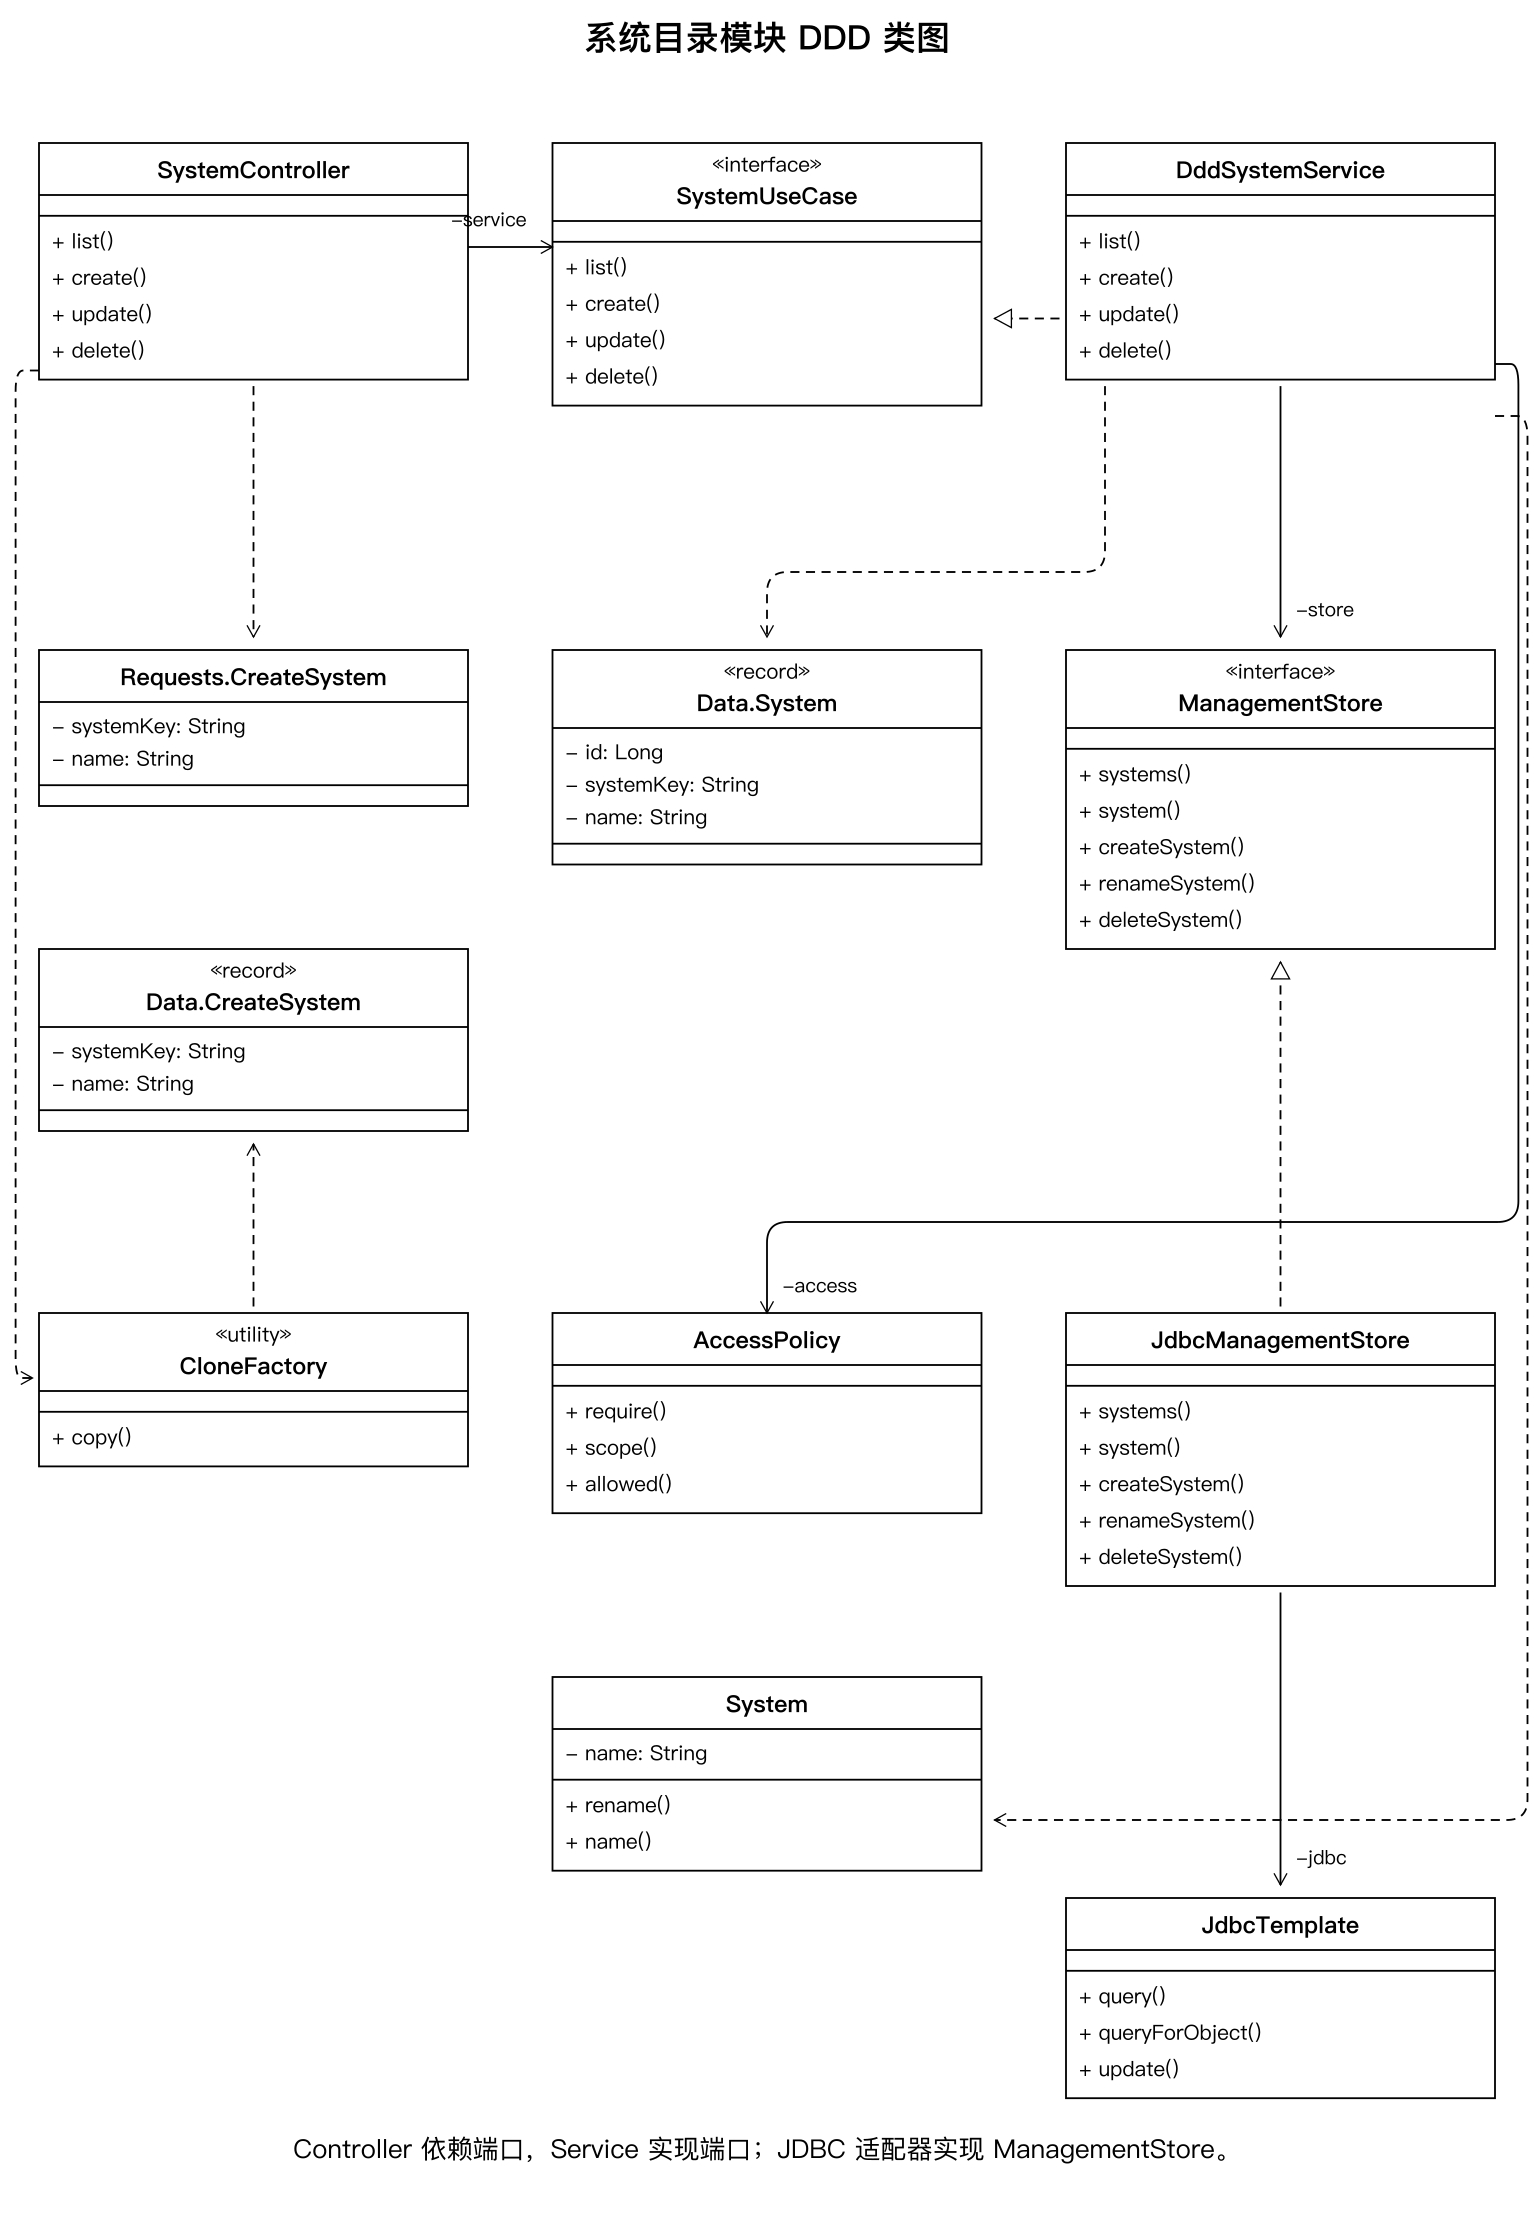 系统目录模块 DDD 类图
SystemController
+ list()
+ create()
+ update()
+ delete()
–service
«interface»
SystemUseCase
+ list()
+ create()
+ update()
+ delete()
DddSystemService
+ list()
+ create()
+ update()
+ delete()
–store
Requests.CreateSystem
– systemKey: String
– name: String
«record»
Data.System
– id: Long
– systemKey: String
– name: String
«interface»
ManagementStore
+ systems()
+ system()
+ createSystem()
+ renameSystem()
+ deleteSystem()
«record»
Data.CreateSystem
– systemKey: String
– name: String
–access
«utility»
CloneFactory
+ copy()
AccessPolicy
+ require()
+ scope()
+ allowed()
JdbcManagementStore
+ systems()
+ system()
+ createSystem()
+ renameSystem()
+ deleteSystem()
System
– name: String
+ rename()
+ name()
–jdbc
JdbcTemplate
+ query()
+ queryForObject()
+ update()
Controller 依赖端口，Service 实现端口；JDBC 适配器实现 ManagementStore。